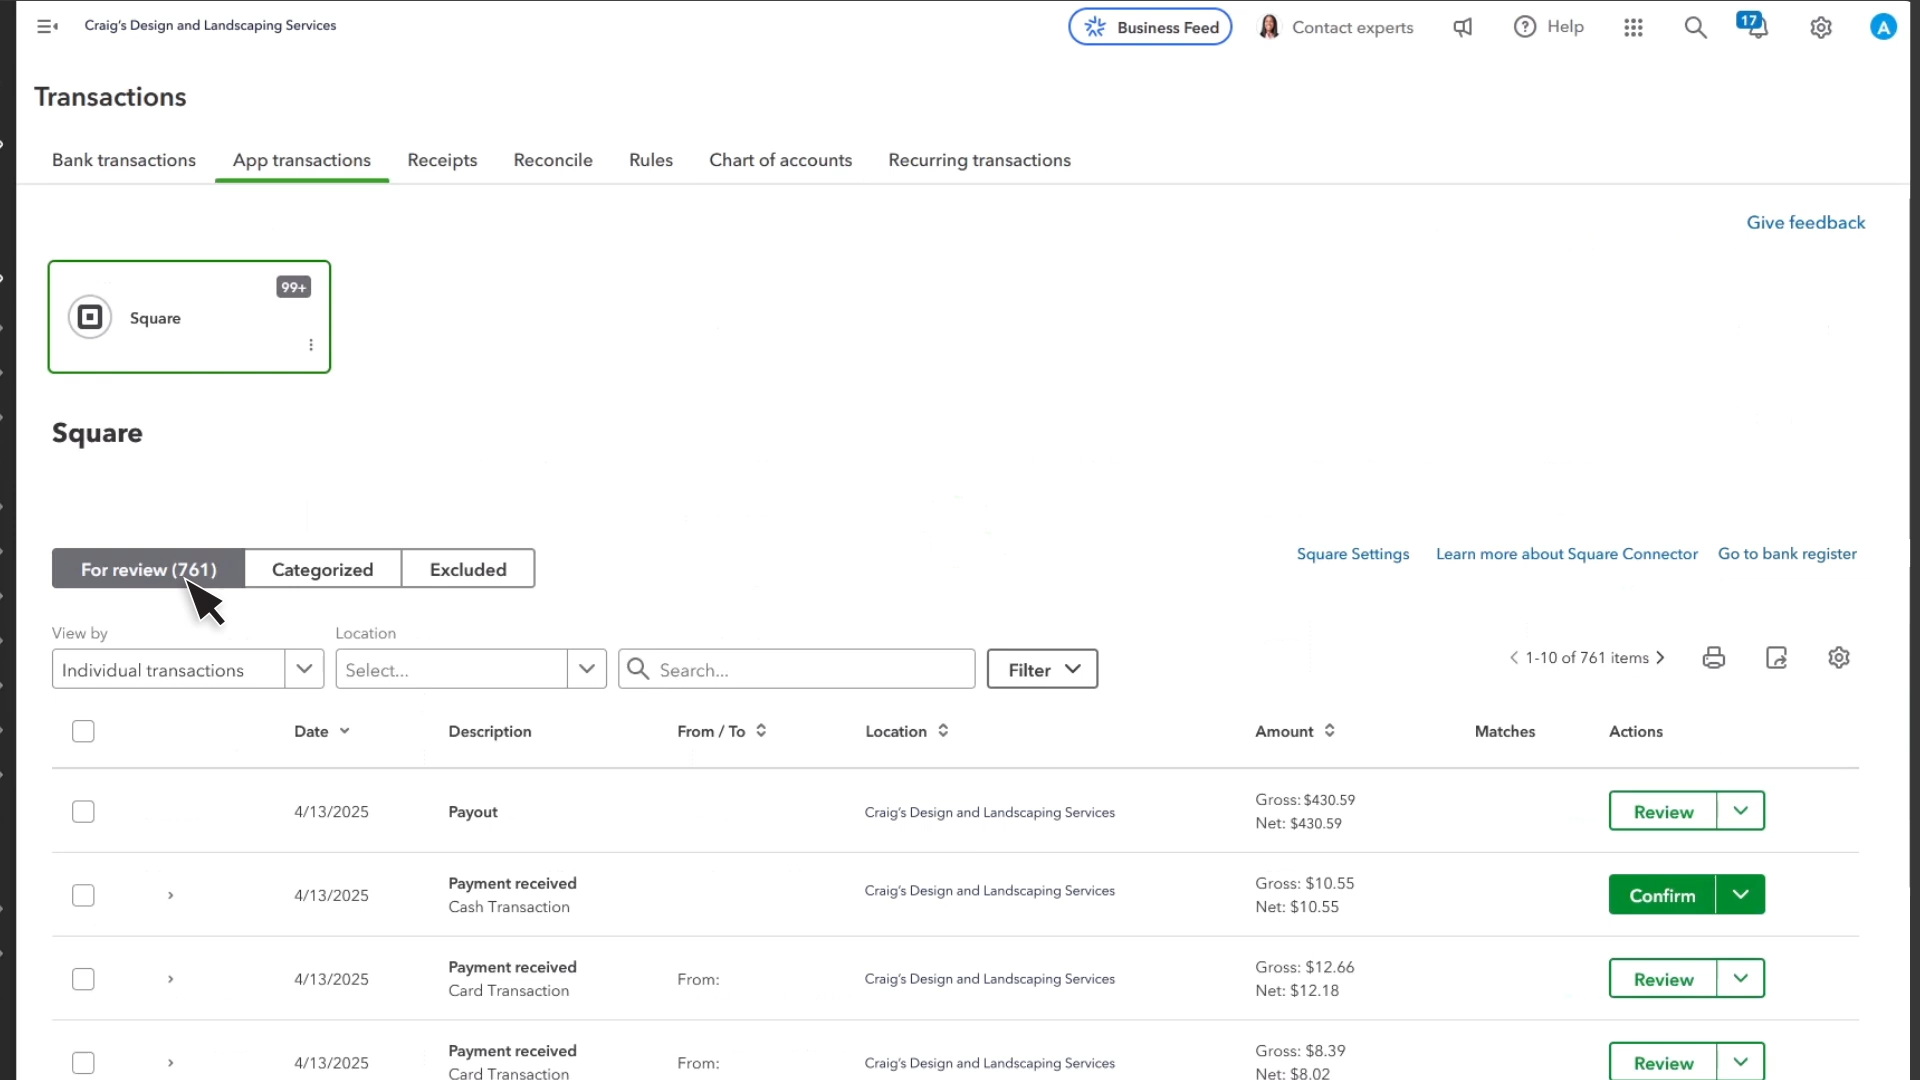 Craig's Design and Landscaping Services
Business Feed
Contact experts
Help
17
A
Transactions
Bank transactions
App transactions
Receipts
Reconcile
Rules
Chart of accounts
Recurring transactions
Give feedback
99+
Square
Square
For review (761)
Categorized
Excluded
Square Settings
Learn more about Square Connector
Go to bank register
View by
Location
Individual transactions
Select...
Search...
Filter
1-10 of 761 items
Date
Description
From / To
Location
Amount
Matches
Actions
4/13/2025
Payout
Craig's Design and Landscaping Services
Gross: $430.59
Net: $430.59
Review
4/13/2025
Payment received
Cash Transaction
Craig's Design and Landscaping Services
Gross: $10.55
Net: $10.55
Confirm
4/13/2025
Payment received
Card Transaction
From:
Craig's Design and Landscaping Services
Gross: $12.66
Net: $12.18
Review
4/13/2025
Payment received
Card Transaction
From:
Craig's Design and Landscaping Services
Gross: $8.39
Net: $8.02
Review